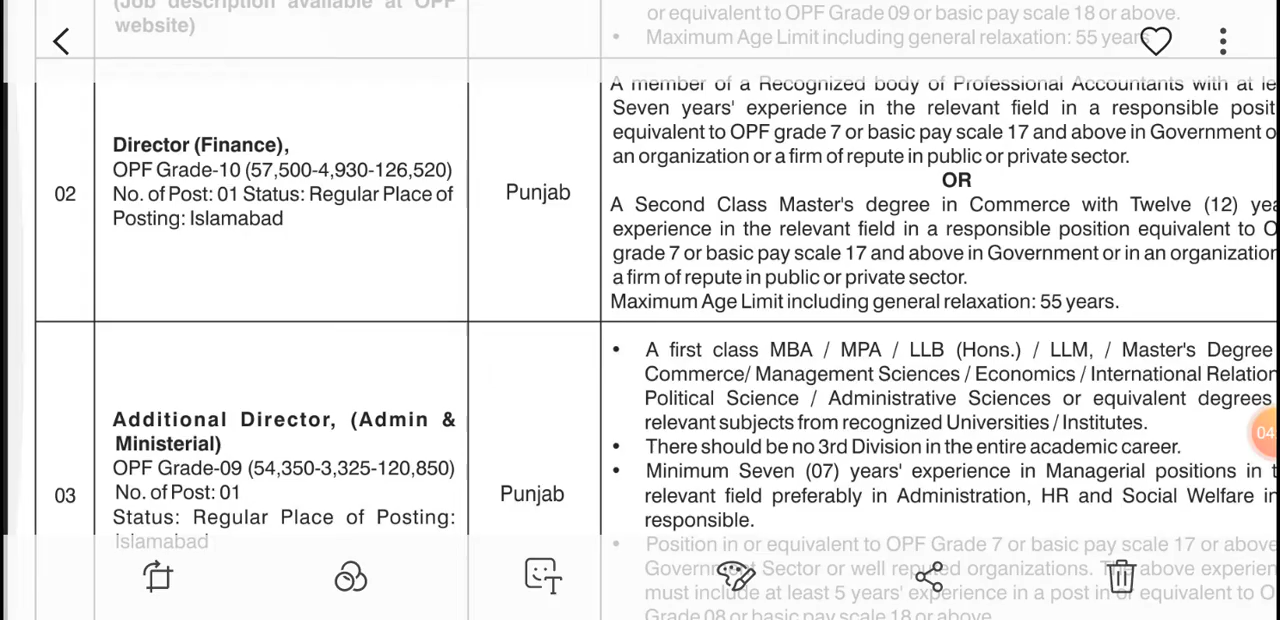 (Job description available at OPF
website)
or equivalent to OPF Grade 09 or basic pay scale 18 or above.
• Maximum Age Limit including general relaxation: 55 years
02
Director (Finance),
OPF Grade-10 (57,500-4,930-126,520)
No. of Post: 01 Status: Regular Place of
Posting: Islamabad
Punjab
A member of a Recognized body of Professional Accountants with at
Seven years' experience in the relevant field in a responsible
equivalent to OPF grade 7 or basic pay scale 17 and above in Government
an organization or a firm of repute in public or private sector.
OR
A Second Class Master's degree in Commerce with Twelve (12)
experience in the relevant field in a responsible position equivalent to
grade 7 or basic pay scale 17 and above in Government or in an organization
a firm of repute in public or private sector.
Maximum Age Limit including general relaxation: 55 years.
03
Additional Director, (Admin &
Ministerial)
OPF Grade-09 (54,350-3,325-120,850)
No. of Post: 01
Status: Regular Place of Posting:
Islamabad
Punjab
• A first class MBA / MPA / LLB (Hons.) / LLM, / Master's Degree
Commerce/ Management Sciences / Economics / International
Political Science / Administrative Sciences or equivalent degrees
relevant subjects from recognized Universities / Institutes.
• There should be no 3rd Division in the entire academic career.
• Minimum Seven (07) years' experience in Managerial positions in
relevant field preferably in Administration, HR and Social Welfare in
responsible.
• Position in or equivalent to OPF Grade 7 or basic pay scale 17 or above
Government Sector or well reputed organizations. The above
must include at least 5 years' experience in a post in or equivalent to
Grade 08 or basic pay scale 18 or above.
04
T